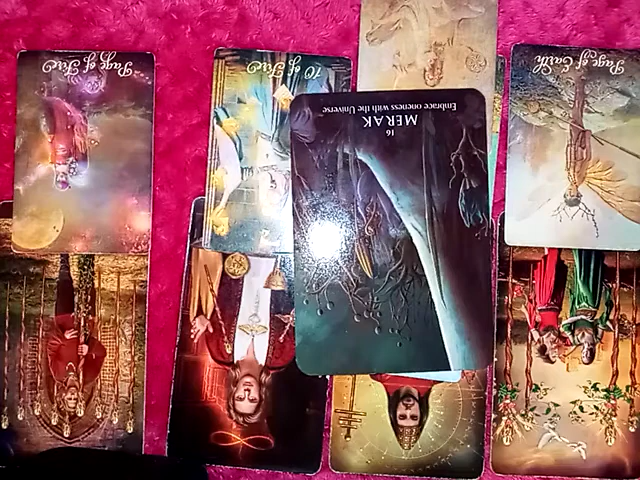 Page of Fire
10 of Fire
Page of Earth
16
MERAK
Embrace oneness with the Universe